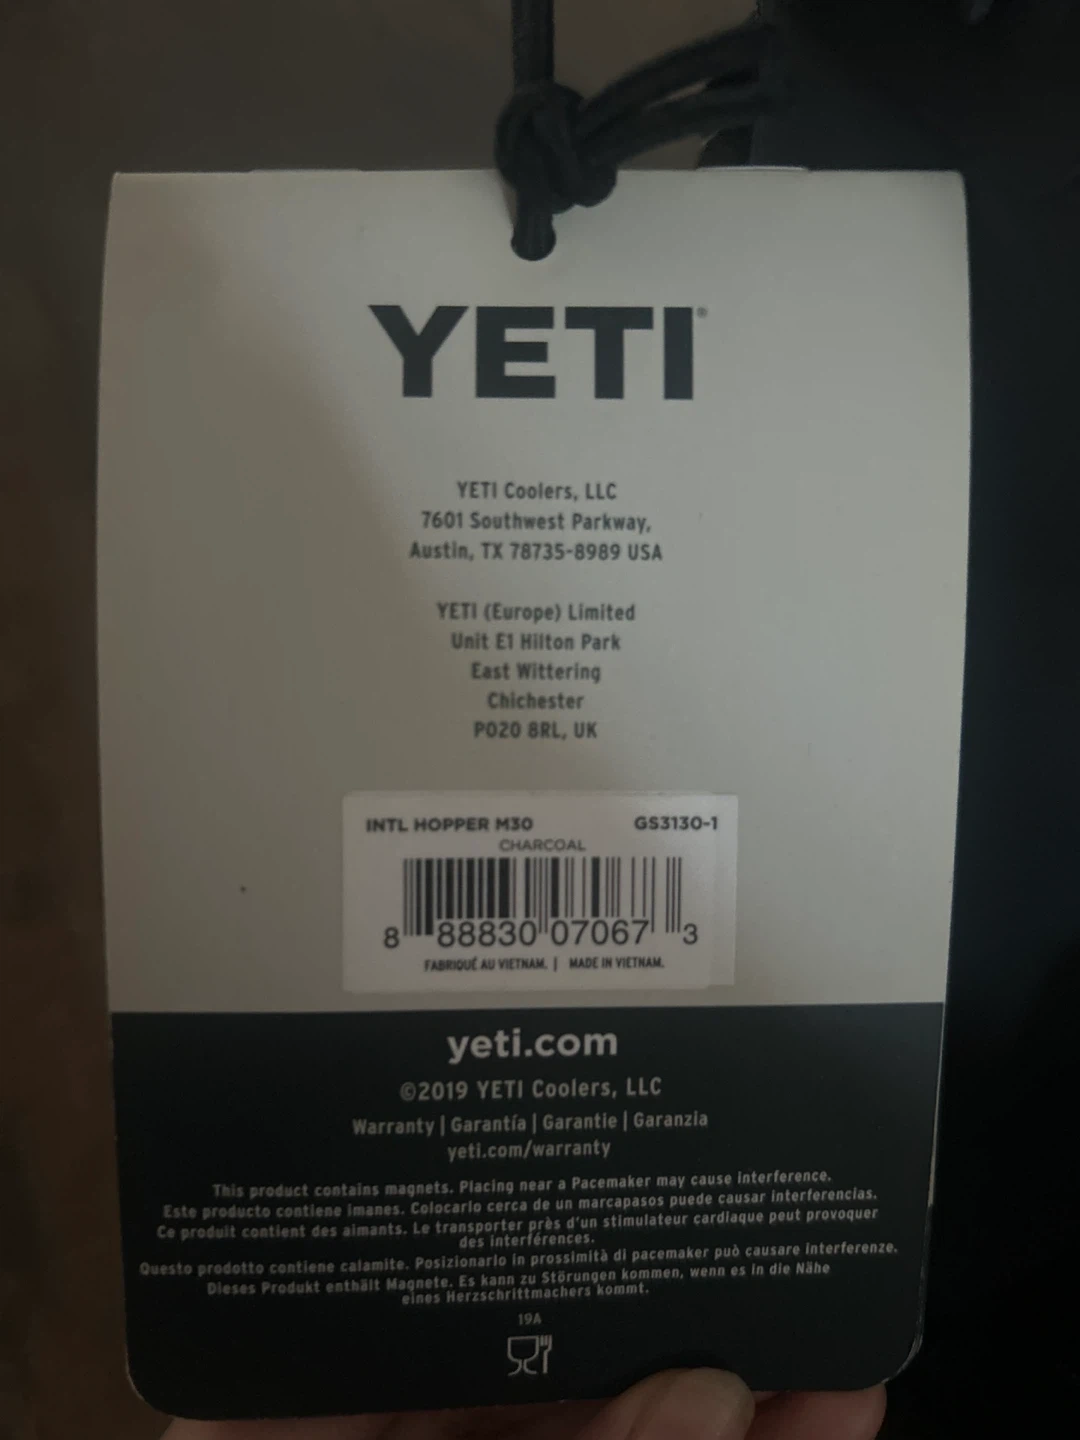 YETI®
YETI Coolers, LLC
7601 Southwest Parkway,
Austin, TX 78735-8989 USA
YETI (Europe) Limited
Unit E1 Hilton Park
East Wittering
Chichester
PO20 8RL, UK
INTL HOPPER M30 GS3130-1
CHARCOAL
8 88830 07067 3
FABRIQUÉ AU VIETNAM. | MADE IN VIETNAM.
yeti.com
©2019 YETI Coolers, LLC
Warranty | Garantía | Garantie | Garanzia
yeti.com/warranty
This product contains magnets. Placing near a Pacemaker may cause interference.
Este producto contiene imanes. Colocarlo cerca de un marcapasos puede causar interferencias.
Ce produit contient des aimants. Le transporter près d'un stimulateur cardiaque peut provoquer
des interférences.
Questo prodotto contiene calamite. Posizionarlo in prossimità di pacemaker può causare interferenze.
Dieses Produkt enthält Magnete. Es kann zu Störungen kommen, wenn es in die Nähe
eines Herzschrittmachers kommt.
19A